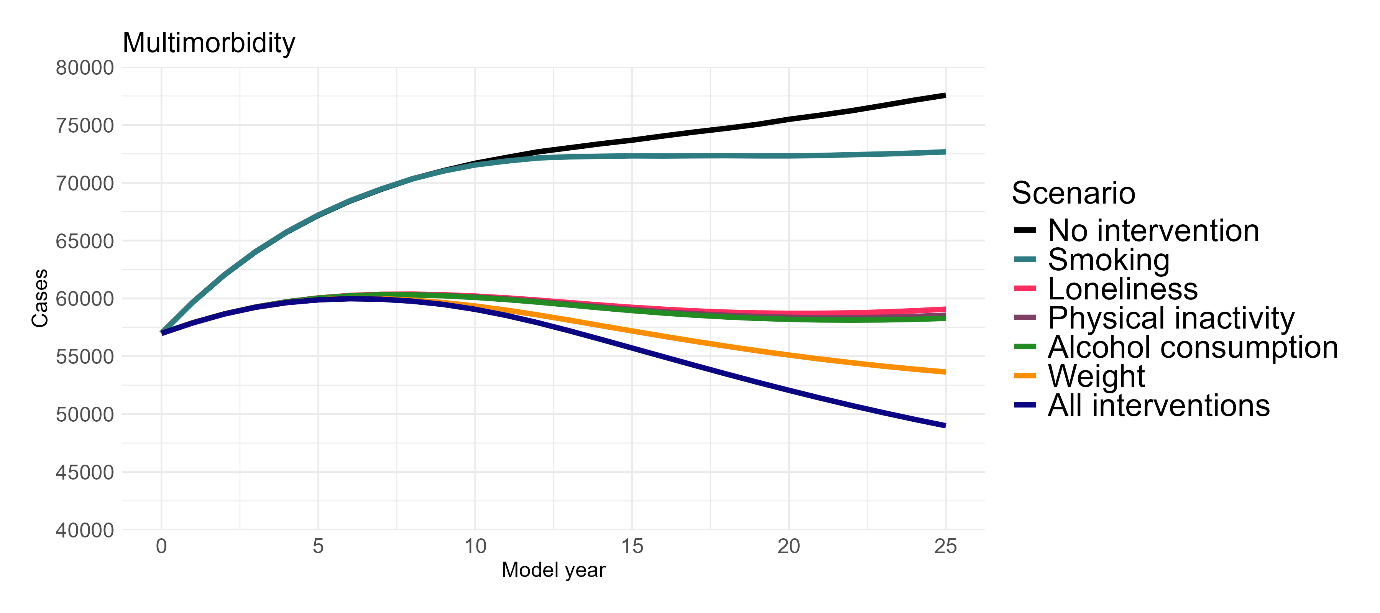 Multimorbidity
80000
75000
70000
65000
60000
55000
50000
45000
40000
Cases
0 5 10 15 20 25
Model year
Scenario
No intervention
Smoking
Loneliness
Physical inactivity
Alcohol consumption
Weight
All interventions